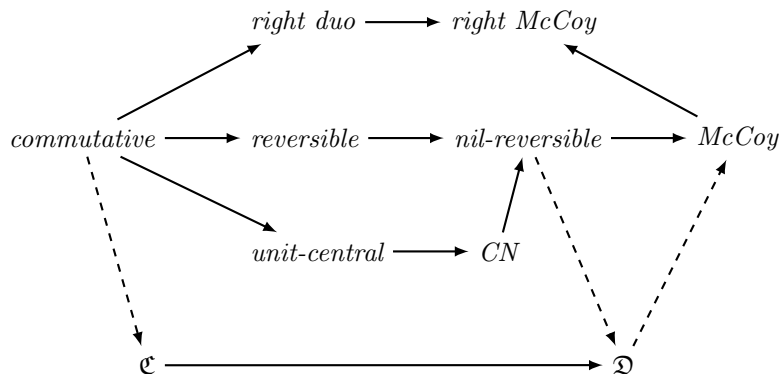 right duo right McCoy
commutative reversible nil-reversible McCoy
unit-central CN
ℭ 𝔇